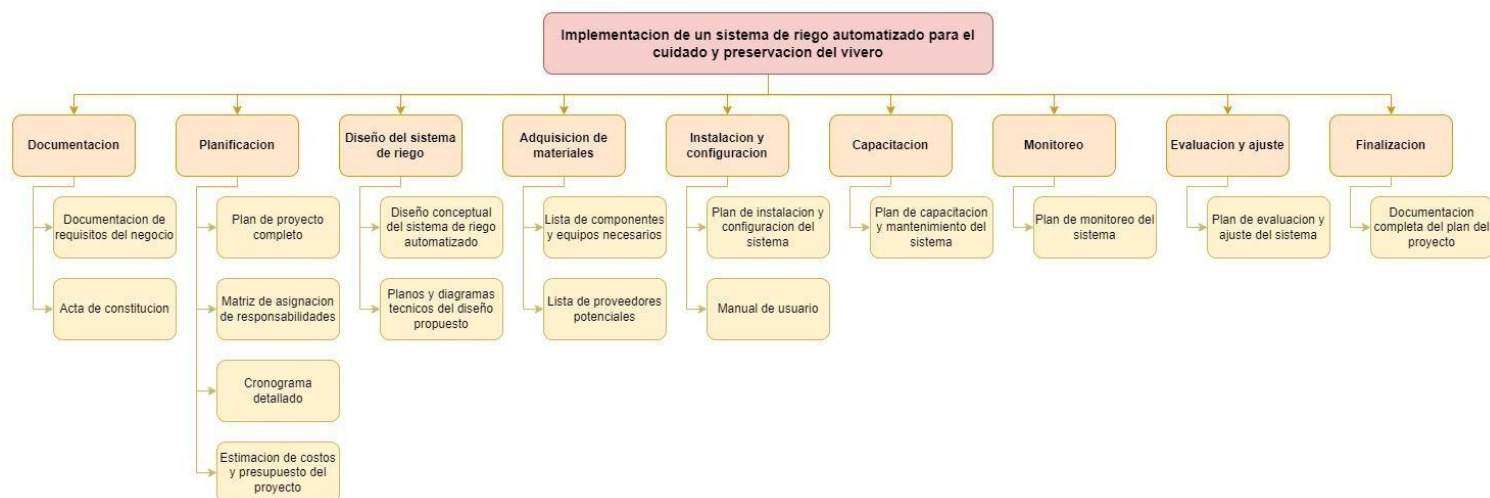 Implementacion de un sistema de riego automatizado para el
cuidado y preservacion del vivero
Documentacion
Planificacion
Diseño del sistema
de riego
Adquisicion de
materiales
Instalacion y
configuracion
Capacitacion
Monitoreo
Evaluacion y ajuste
Finalizacion
Documentacion de
requisitos del negocio
Plan de proyecto
completo
Diseño conceptual
del sistema de riego
automatizado
Lista de componentes
y equipos necesarios
Plan de instalacion y
configuracion del
sistema
Plan de capacitacion
y mantenimiento del
sistema
Plan de monitoreo del
sistema
Plan de evaluacion y
ajuste del sistema
Documentacion
completa del plan del
proyecto
Acta de constitucion
Matriz de asignacion
de responsabilidades
Planos y diagramas
tecnicos del diseño
propuesto
Lista de proveedores
potenciales
Manual de usuario
Cronograma
detallado
Estimacion de costos
y presupuesto del
proyecto